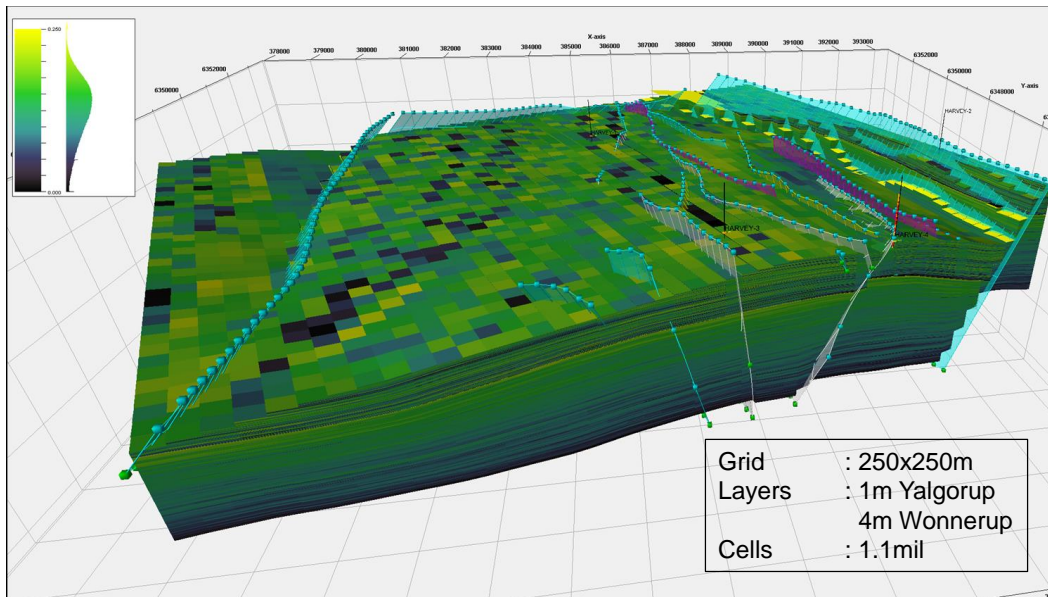 0.250
0.000
X-axis
378000 379000 380000 381000 382000 383000 384000 385000 386000 387000 388000 389000 390000 391000 392000 393000
6352000
6350000
6352000
6350000
6348000
Y-axis
HARVEY-2
HARVEY-3
HARVEY-4
Grid : 250x250m
Layers : 1m Yalgorup
4m Wonnerup
Cells : 1.1mil